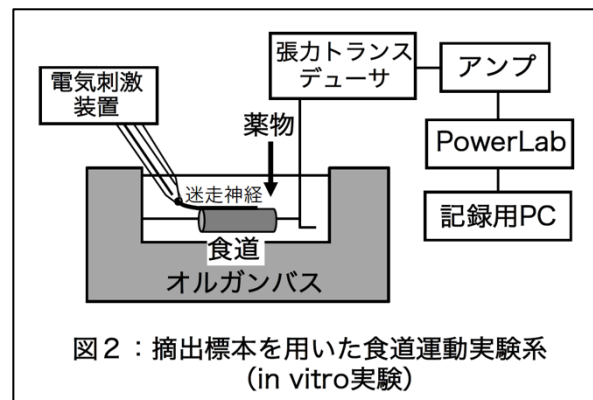 電気刺激
装置
張力トランス
デューサ
アンプ
薬物
PowerLab
迷走神経
記録用PC
食道
オルガンバス
図2：摘出標本を用いた食道運動実験系
（in vitro実験）